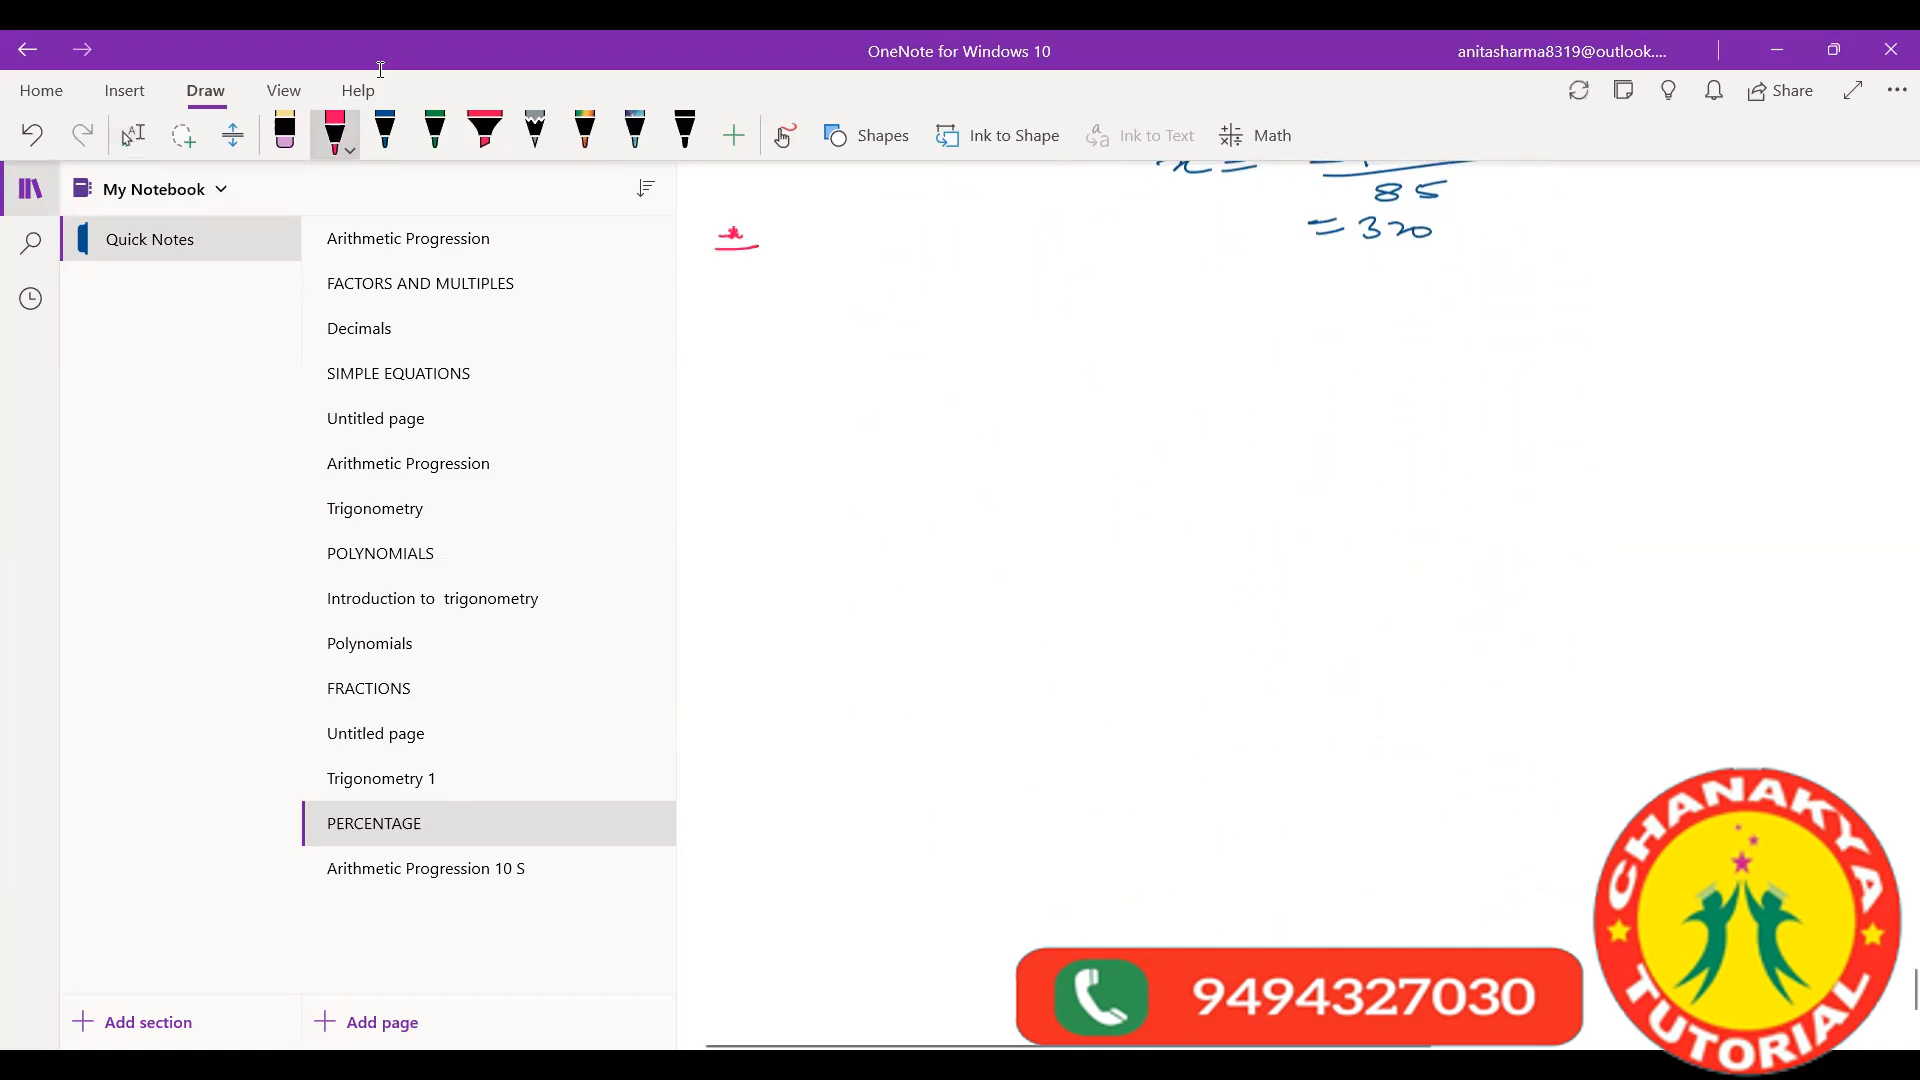 OneNote for Windows 10
anitasharma8319@outlook....
Home Insert Draw View Help
Share
Shapes Ink to Shape Ink to Text Math
My Notebook
Quick Notes
Arithmetic Progression
FACTORS AND MULTIPLES
Decimals
SIMPLE EQUATIONS
Untitled page
Arithmetic Progression
Trigonometry
POLYNOMIALS
Introduction to trigonometry
Polynomials
FRACTIONS
Untitled page
Trigonometry 1
PERCENTAGE
Arithmetic Progression 10 S
Add section
Add page
85
= 320
*
9494327030
CHANAKYA
TUTORIAL